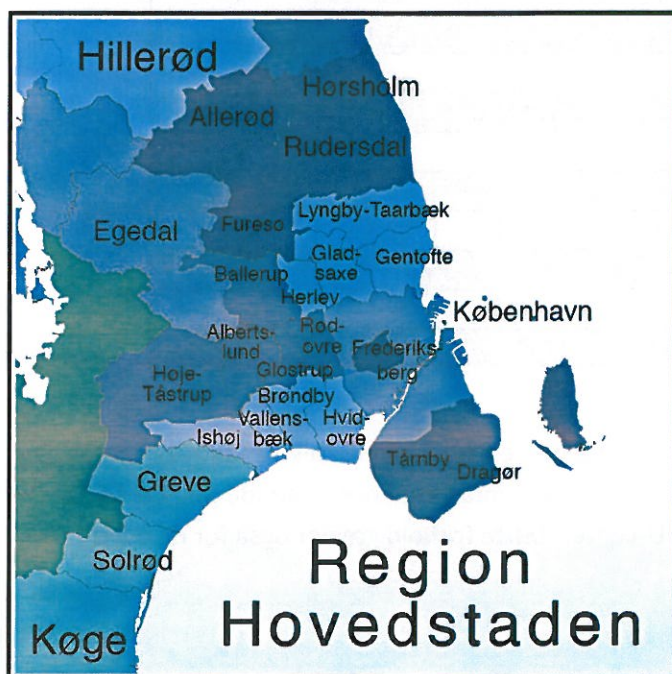 Hillerød
Hørsholm
Allerød
Rudersdal
Lyngby-Taarbæk
Egedal
Furesø
Glad-
saxe
Gentofte
Ballerup
Herlev
København
Alberts-
lund
Rød-
ovre
Frederiks-
berg
Glostrup
Høje-
Tåstrup
Brøndby
Vallens-
bæk
Hvid-
ovre
Ishøj
Tårnby
Dragør
Greve
Solrød
Køge
Region
Hovedstaden